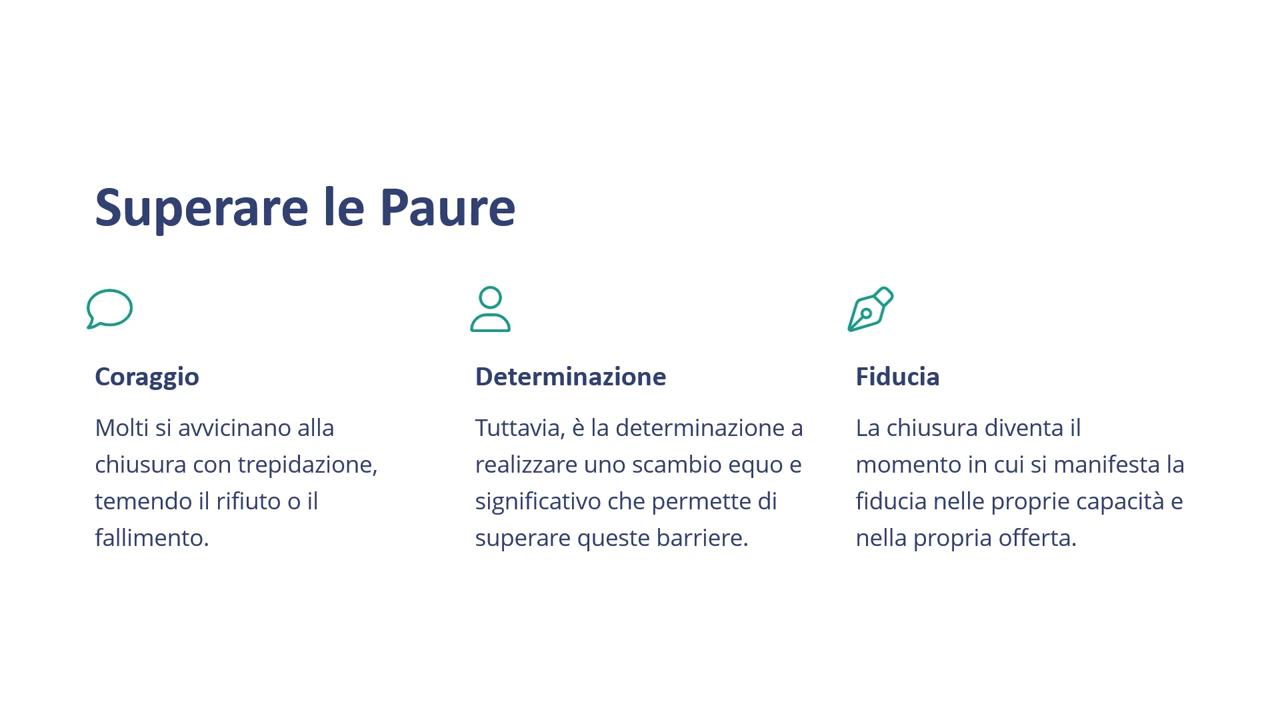 Superare le Paure
Coraggio
Molti si avvicinano alla
chiusura con trepidazione,
temendo il rifiuto o il
fallimento.
Determinazione
Tuttavia, è la determinazione a
realizzare uno scambio equo e
significativo che permette di
superare queste barriere.
Fiducia
La chiusura diventa il
momento in cui si manifesta la
fiducia nelle proprie capacità e
nella propria offerta.